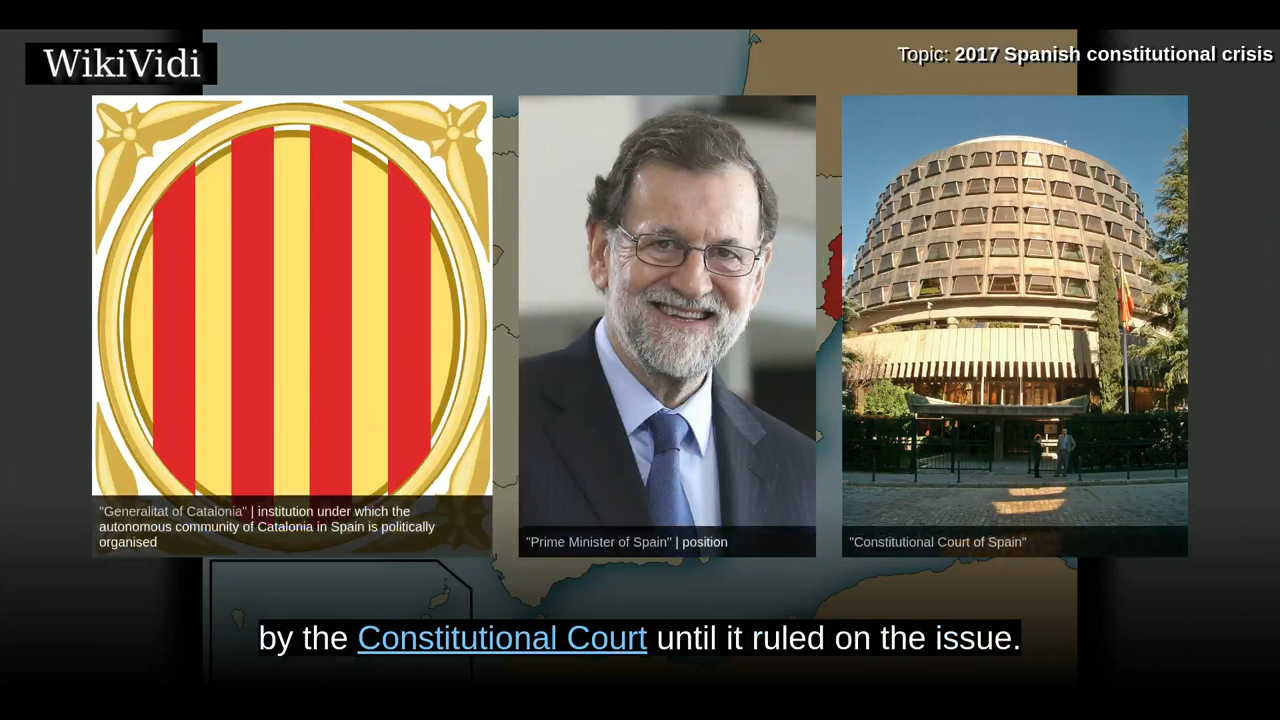 WikiVidi
Topic: 2017 Spanish constitutional crisis
"Generalitat of Catalonia" | institution under which the
autonomous community of Catalonia in Spain is politically
organised
"Prime Minister of Spain" | position
"Constitutional Court of Spain"
by the Constitutional Court until it ruled on the issue.